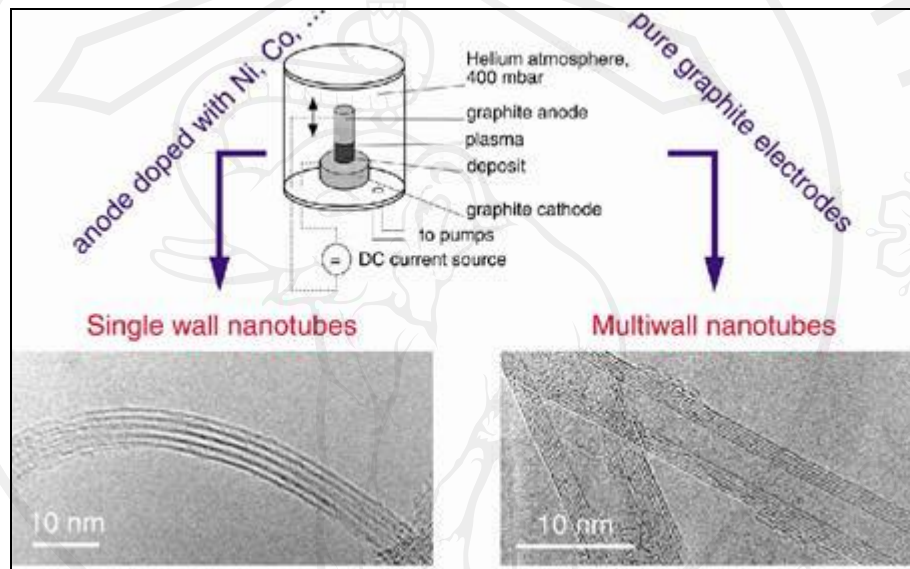 anode doped with Ni, Co, ...
Helium atmosphere,
400 mbar
graphite anode
plasma
deposit
graphite cathode
to pumps
= DC current source
pure graphite electrodes
Single wall nanotubes
Multiwall nanotubes
10 nm
10 nm